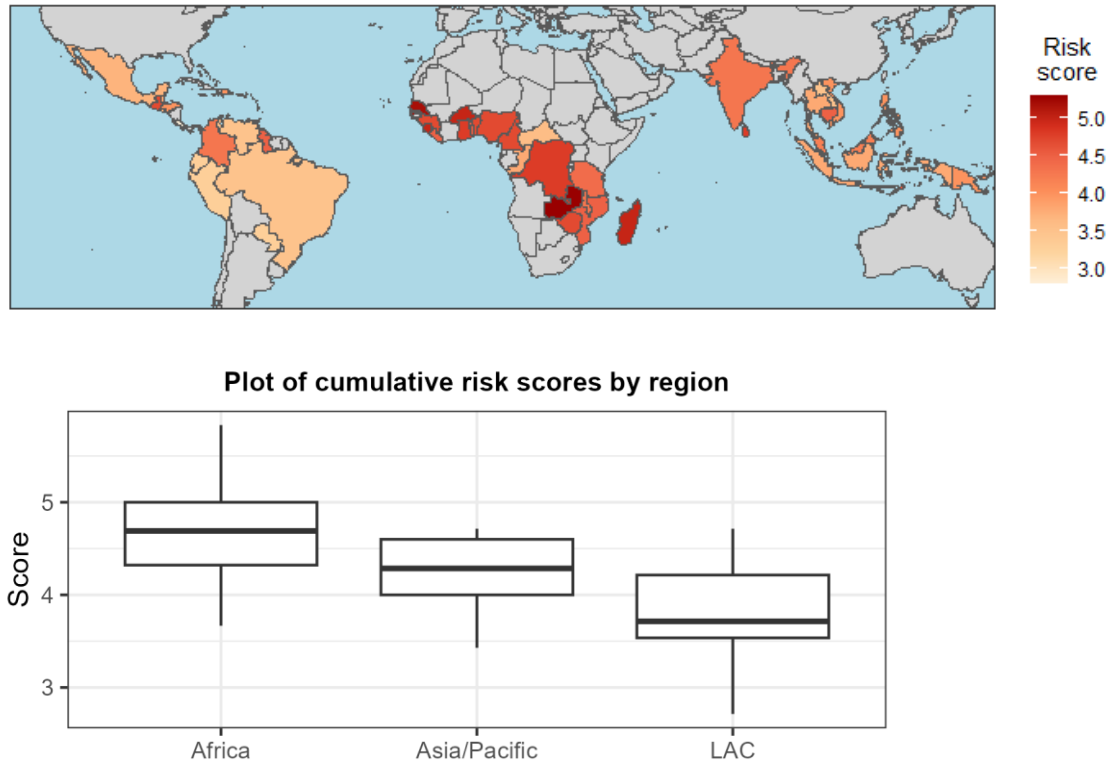 Risk
score
5.0
4.5
4.0
3.5
3.0
Plot of cumulative risk scores by region
Score
5
4
3
Africa
Asia/Pacific
LAC